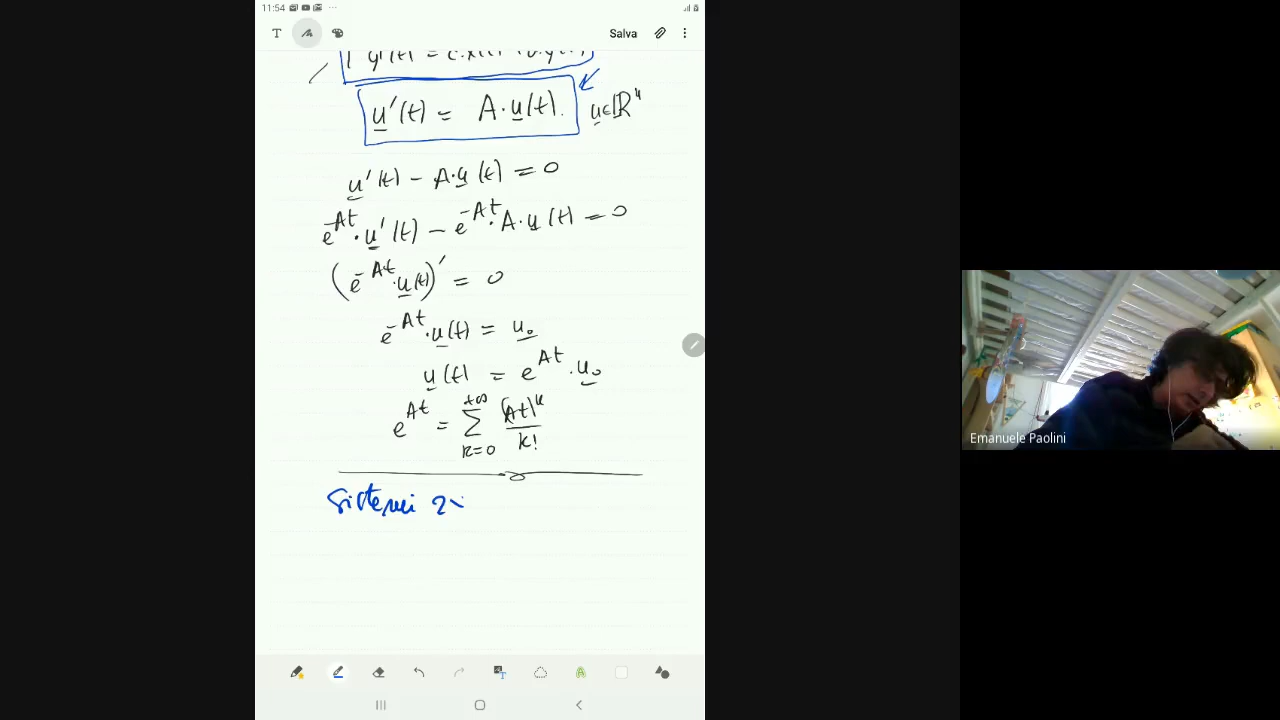 11:54
T Salva
u'(t) = A·u(t). u∈ℝⁿ
u'(t) - A·u(t) = 0
e^{-At}·u'(t) - e^{-At}·A·u(t) = 0
(e^{-At}·u(t))' = 0
e^{-At}·u(t) = u₀
u(t) = e^{At}·u₀
e^{At} = ∑_{k=0}^{+∞} (At)^k / k!
Sistemi 2×
Emanuele Paolini